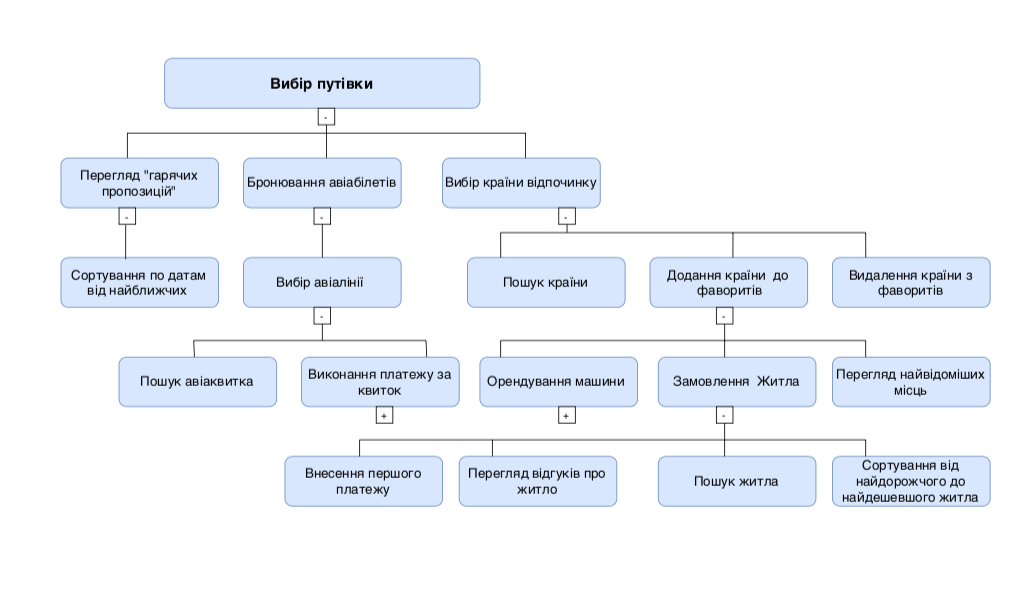 Вибір путівки
-
Перегляд "гарячих
пропозицій"
Бронювання авіабілетів
Вибір країни відпочинку
-
-
-
Сортування по датам
від найближчих
Вибір авіалінії
Пошук країни
Додання країни до
фаворитів
Видалення країни з
фаворитів
-
-
Пошук авіаквитка
Виконання платежу за
квиток
Орендування машини
Замовлення Житла
Перегляд найвідоміших
місць
+
+
-
Внесення першого
платежу
Перегляд відгуків про
житло
Пошук житла
Сортування від
найдорожчого до
найдешевшого житла